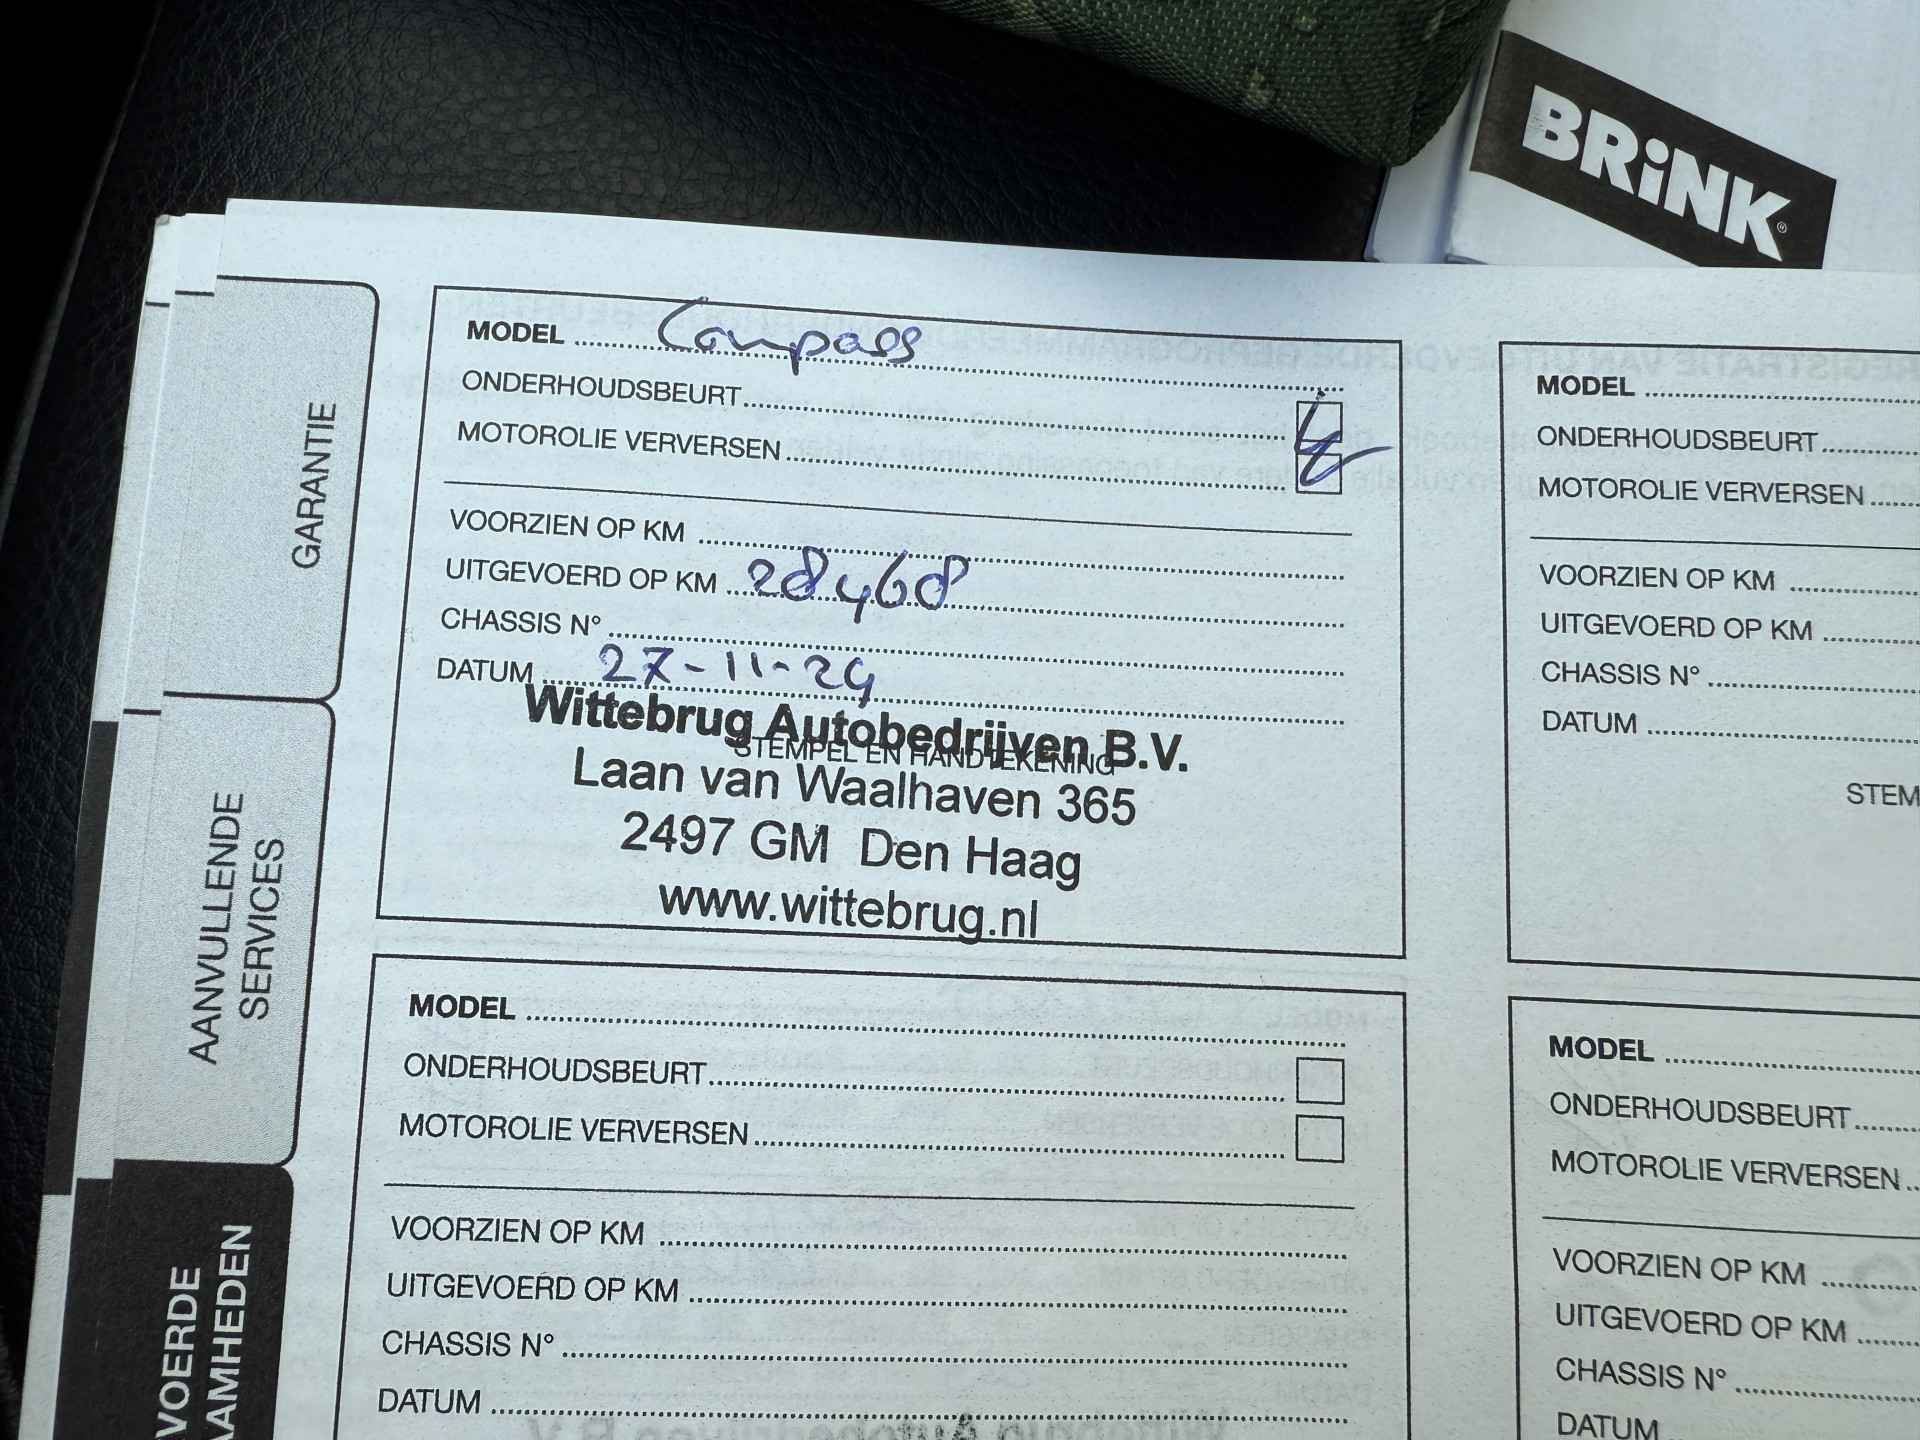 BRiNK®
GARANTIE
AANVULLENDE
SERVICES
VOERDE
AAMHEDEN
MODEL Compass
ONDERHOUDSBEURT
MOTOROLIE VERVERSEN
VOORZIEN OP KM
UITGEVOERD OP KM 28468
CHASSIS N°
DATUM 27-11-24
STEMPEL EN HANDTEKENING
Wittebrug Autobedrijven B.V.
Laan van Waalhaven 365
2497 GM Den Haag
www.wittebrug.nl
MODEL
ONDERHOUDSBEURT
MOTOROLIE VERVERSEN
VOORZIEN OP KM
UITGEVOERD OP KM
CHASSIS N°
DATUM
STEM
MODEL
ONDERHOUDSBEURT
MOTOROLIE VERVERSEN
VOORZIEN OP KM
UITGEVOERD OP KM
CHASSIS N°
DATUM
MODEL
ONDERHOUDSBEURT
MOTOROLIE VERVERSEN
VOORZIEN OP KM
UITGEVOERD OP KM
CHASSIS N°
DATUM